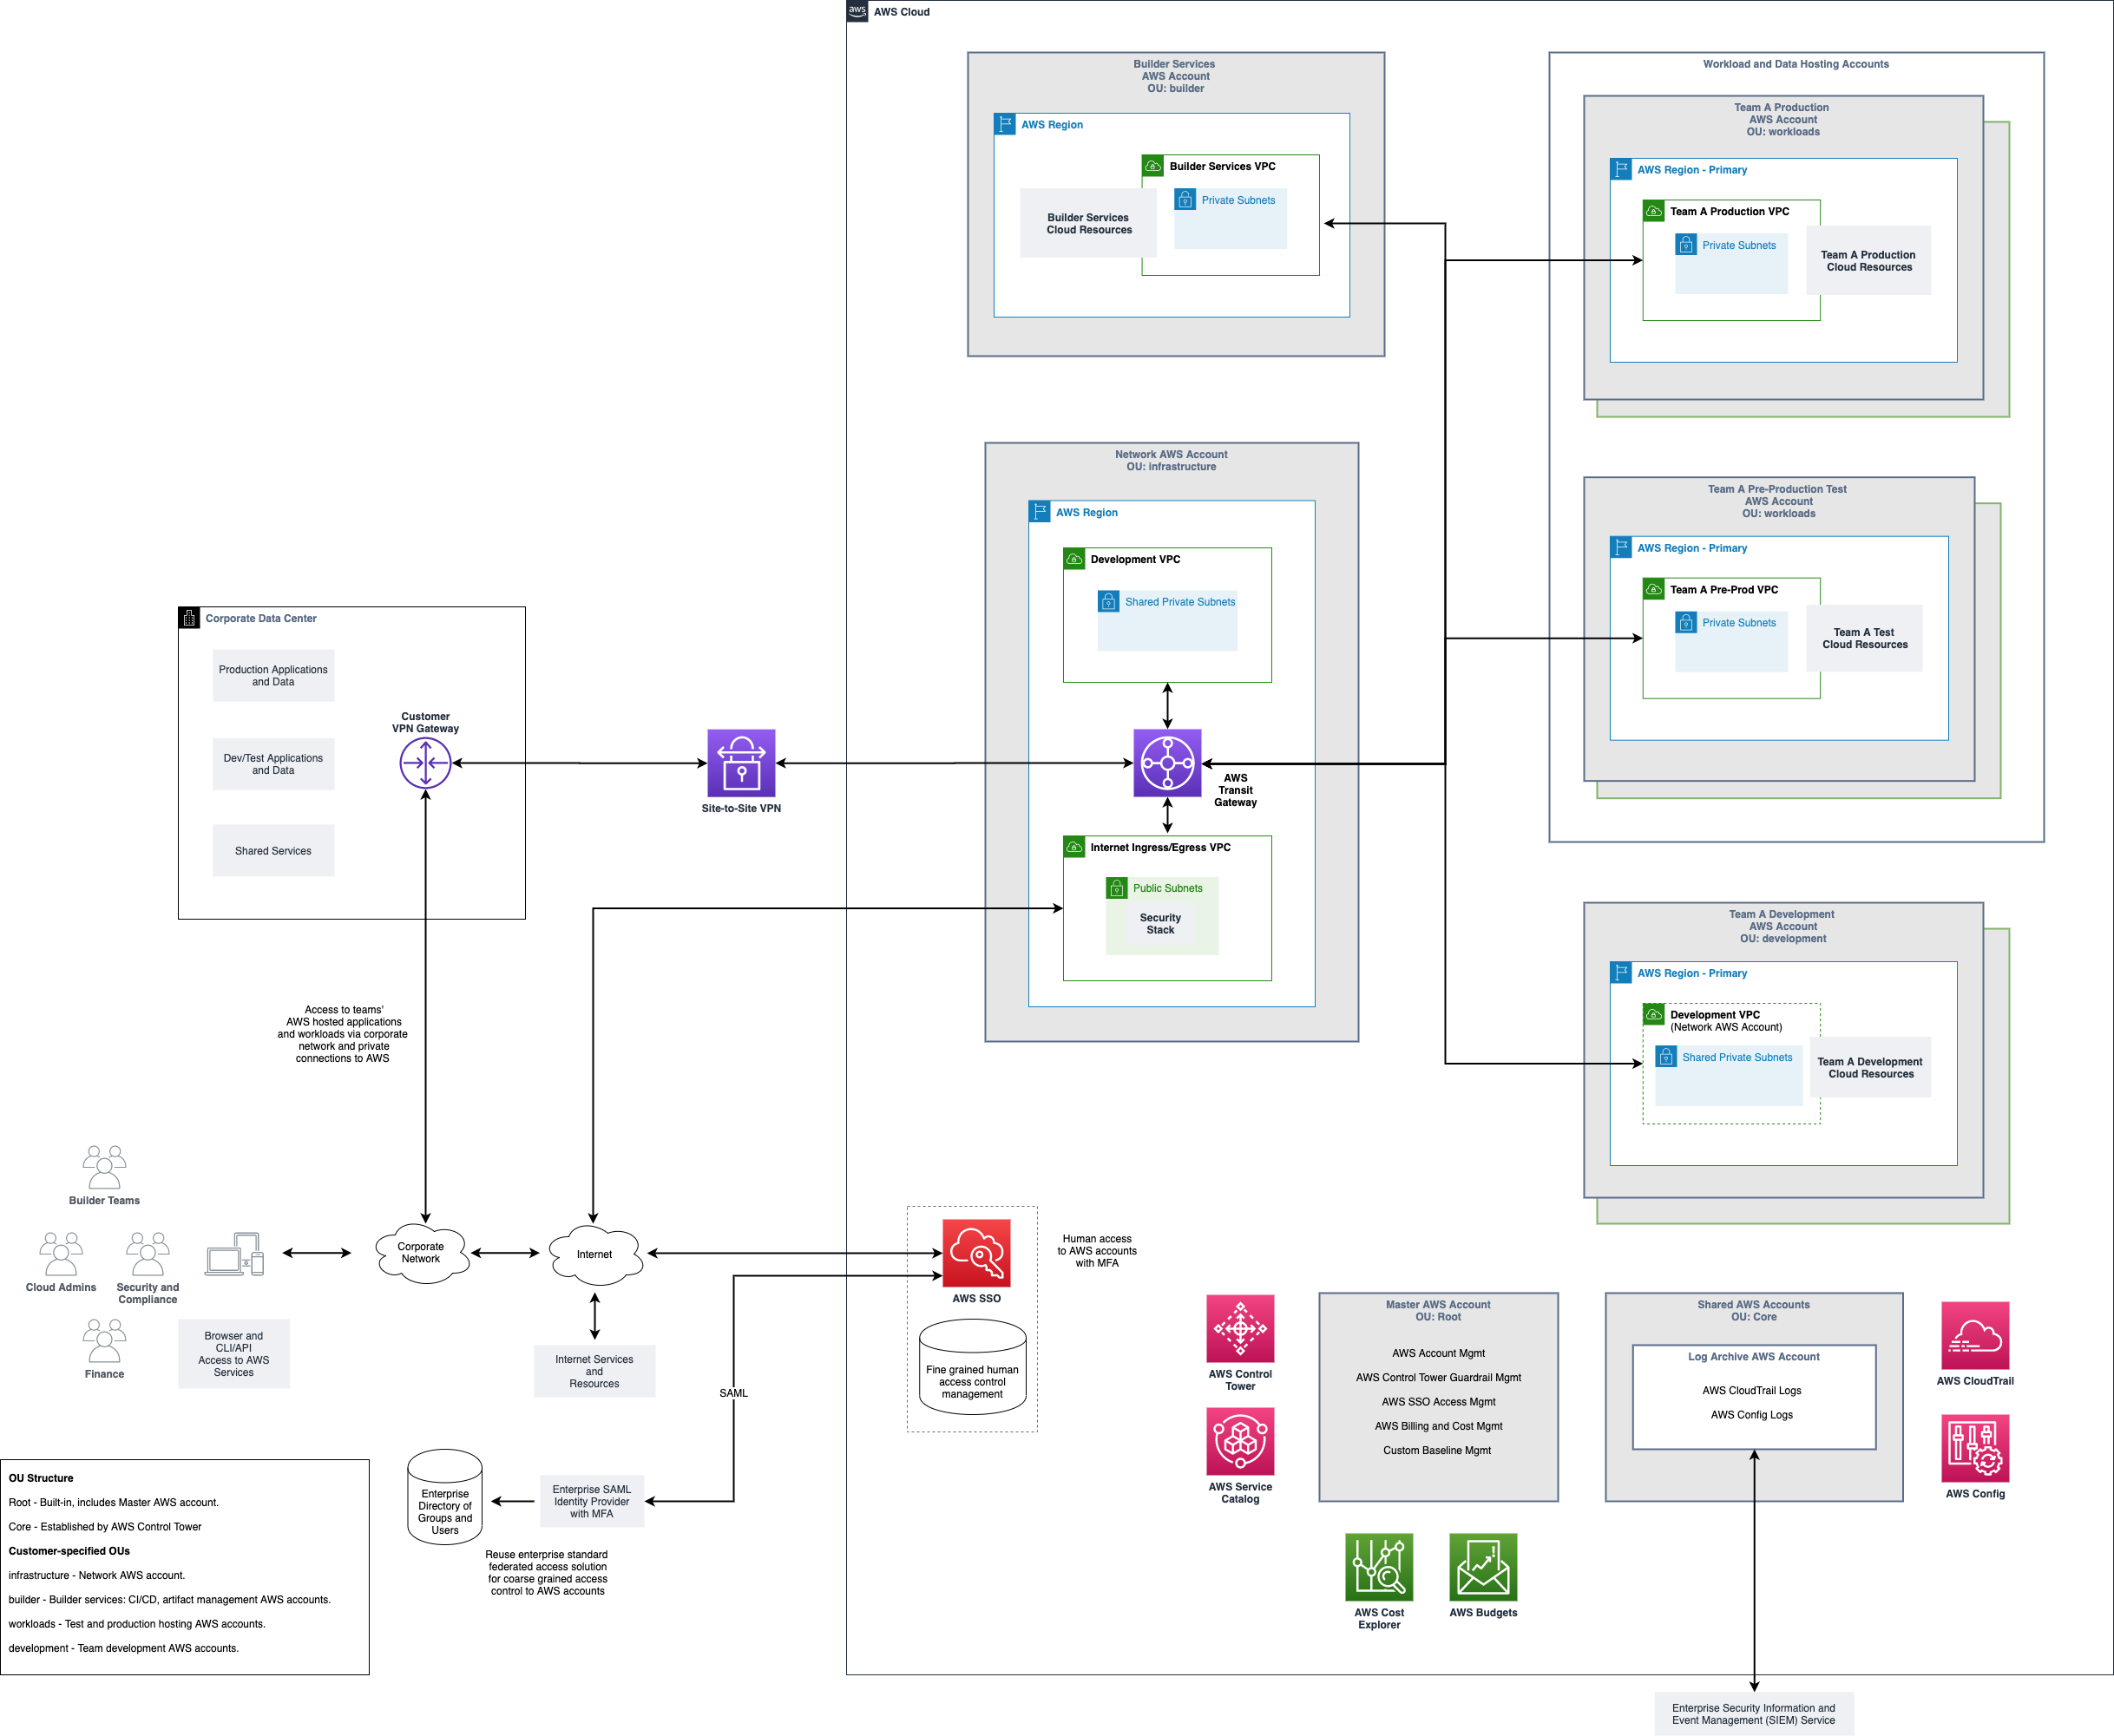 aws
AWS Cloud
Builder Services
AWS Account
OU: builder
AWS Region
Builder Services VPC
Private Subnets
Builder Services
Cloud Resources
Workload and Data Hosting Accounts
Team A Production
AWS Account
OU: workloads
AWS Region - Primary
Team A Production VPC
Private Subnets
Team A Production
Cloud Resources
Network AWS Account
OU: infrastructure
AWS Region
Development VPC
Shared Private Subnets
AWS
Transit
Gateway
Internet Ingress/Egress VPC
Public Subnets
Security
Stack
Team A Pre-Production Test
AWS Account
OU: workloads
AWS Region - Primary
Team A Pre-Prod VPC
Private Subnets
Team A Test
Cloud Resources
Corporate Data Center
Production Applications
and Data
Customer
VPN Gateway
Dev/Test Applications
and Data
Shared Services
Site-to-Site VPN
Team A Development
AWS Account
OU: development
AWS Region - Primary
Development VPC
(Network AWS Account)
Shared Private Subnets
Team A Development
Cloud Resources
Access to teams'
AWS hosted applications
and workloads via corporate
network and private
connections to AWS
Builder Teams
Cloud Admins
Security and
Compliance
Finance
Browser and
CLI/API
Access to AWS
Services
Corporate
Network
Internet
Internet Services
and
Resources
AWS SSO
Fine grained human
access control
management
Human access
to AWS accounts
with MFA
SAML
Enterprise
Directory of
Groups and
Users
Enterprise SAML
Identity Provider
with MFA
Reuse enterprise standard
federated access solution
for coarse grained access
control to AWS accounts
AWS Control
Tower
AWS Service
Catalog
Master AWS Account
OU: Root
AWS Account Mgmt
AWS Control Tower Guardrail Mgmt
AWS SSO Access Mgmt
AWS Billing and Cost Mgmt
Custom Baseline Mgmt
Shared AWS Accounts
OU: Core
Log Archive AWS Account
AWS CloudTrail Logs
AWS Config Logs
AWS CloudTrail
AWS Config
AWS Cost
Explorer
AWS Budgets
OU Structure
Root - Built-in, includes Master AWS account.
Core - Established by AWS Control Tower
Customer-specified OUs
infrastructure - Network AWS account.
builder - Builder services: CI/CD, artifact management AWS accounts.
workloads - Test and production hosting AWS accounts.
development - Team development AWS accounts.
Enterprise Security Information and
Event Management (SIEM) Service